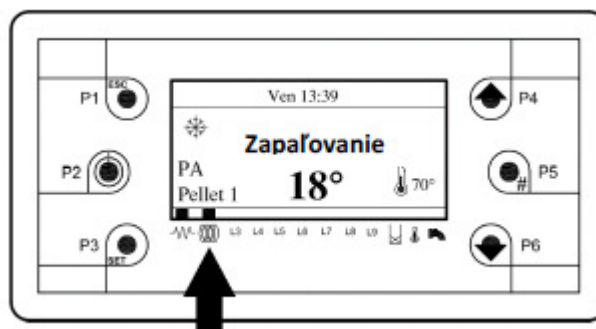 Ven 13:39
ESC
P1
P4
Zapaľovanie
P2
P5
#
PA
Pellet 1
18°
70°
P3
SET
P6
L3 L4 L5 L6 L7 L8 L9